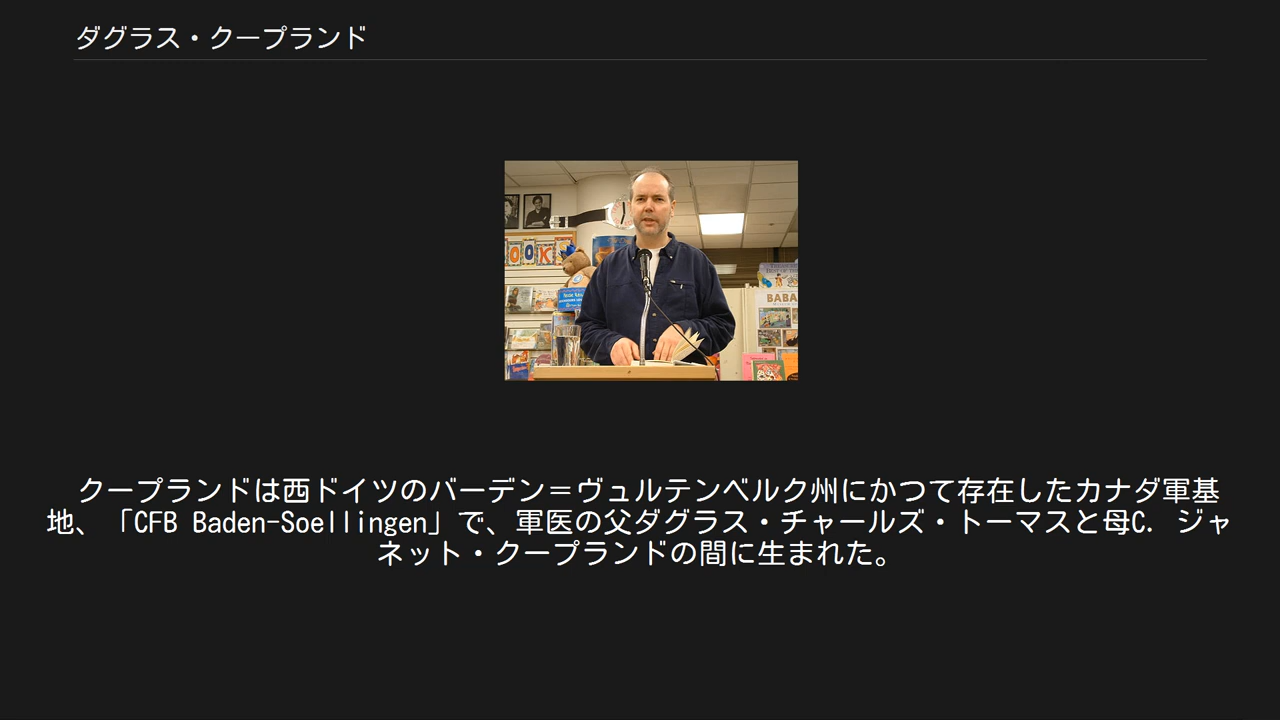 ダグラス・クープランド
OOK
BABA
クープランドは西ドイツのバーデン＝ヴュルテンベルク州にかつて存在したカナダ軍基
地、「CFB Baden-Soellingen」で、軍医の父ダグラス・チャールズ・トーマスと母C. ジャ
ネット・クープランドの間に生まれた。